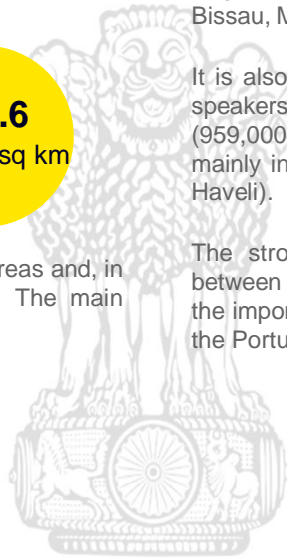 .6
sq km
reas and, in
The main
Bissau, M
It is also
speakers
(959,000
mainly in
Haveli).
The stro
between
the impor
the Portu